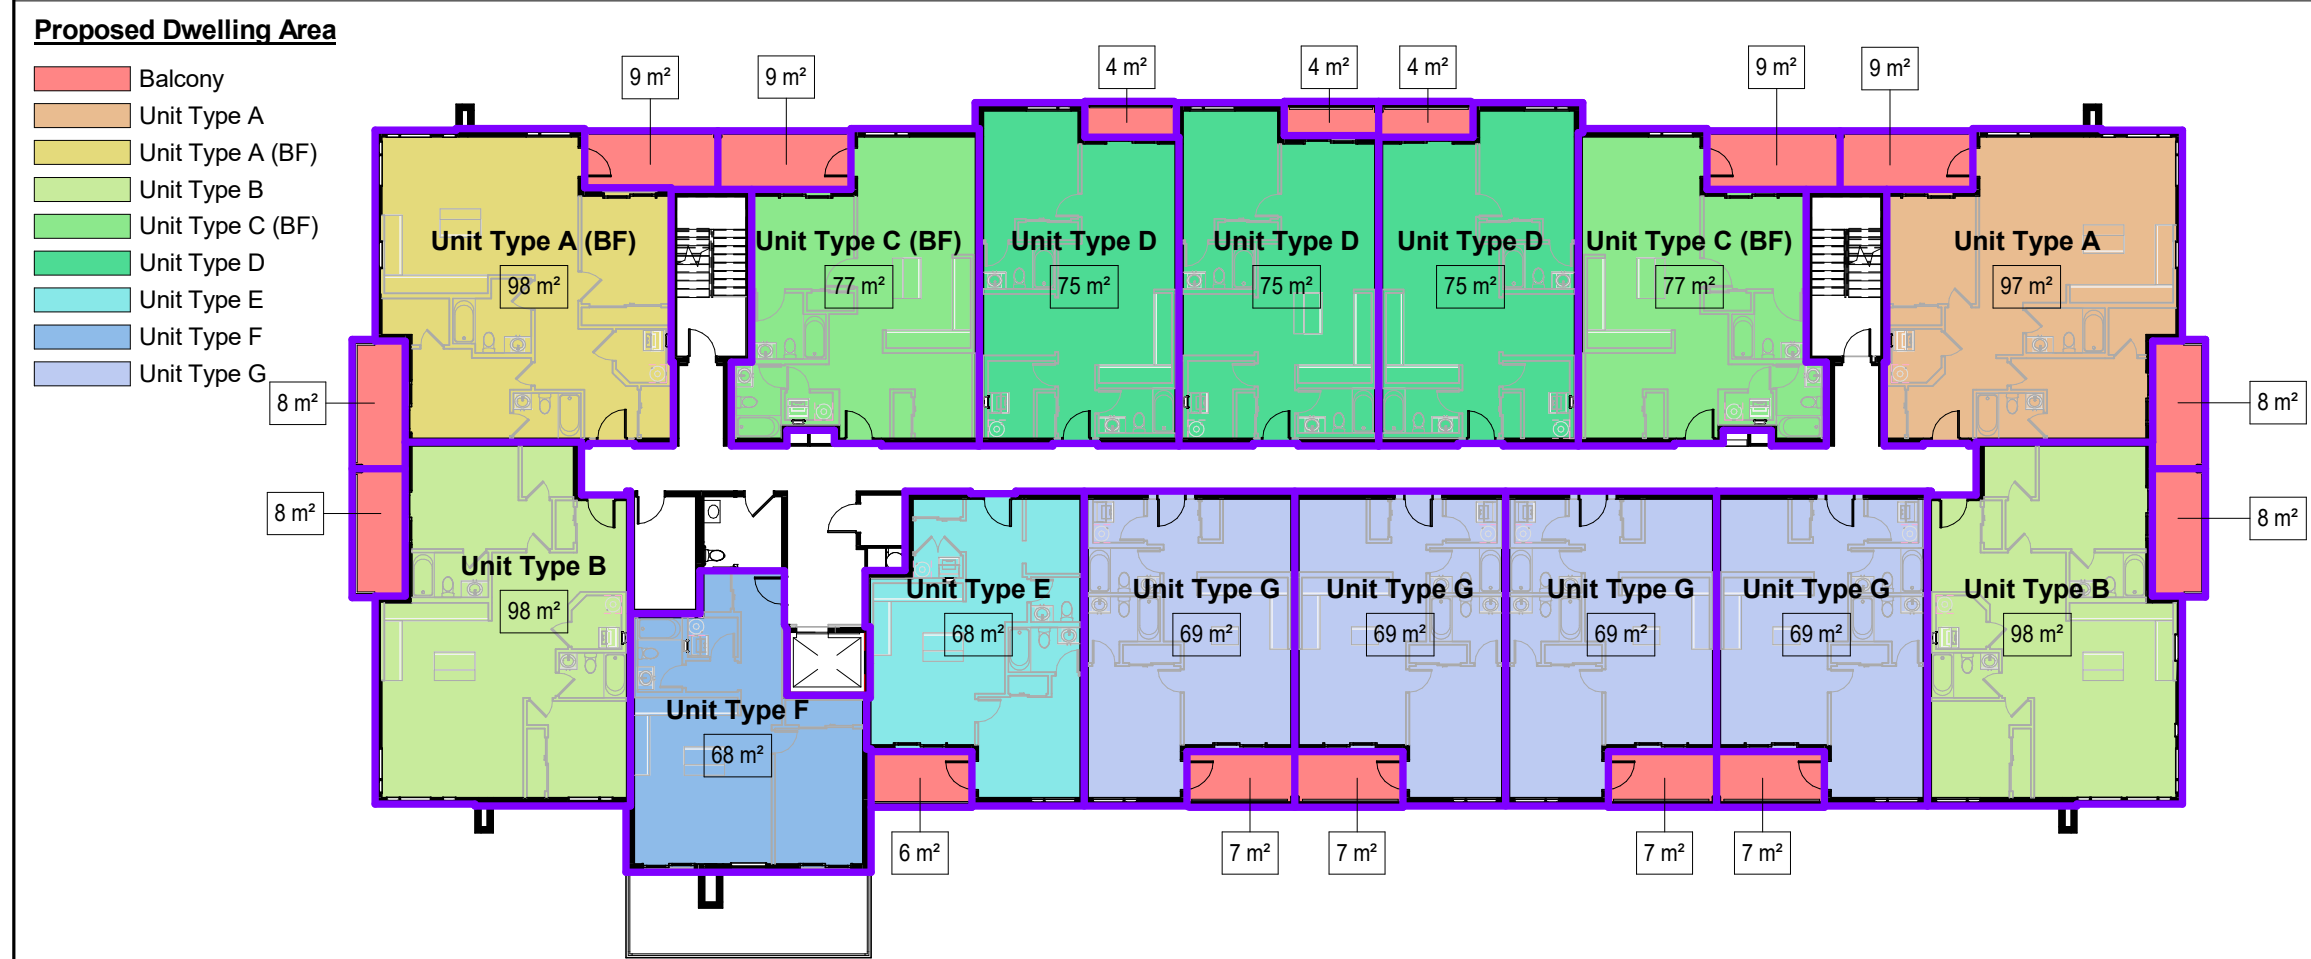 Proposed Dwelling Area
Balcony
Unit Type A
Unit Type A (BF)
Unit Type B
Unit Type C (BF)
Unit Type D
Unit Type E
Unit Type F
Unit Type G
9 m²
9 m²
4 m²
4 m²
4 m²
9 m²
9 m²
Unit Type A (BF)
98 m²
Unit Type C (BF)
77 m²
Unit Type D
75 m²
Unit Type D
75 m²
Unit Type D
75 m²
Unit Type C (BF)
77 m²
Unit Type A
97 m²
8 m²
8 m²
8 m²
8 m²
Unit Type B
98 m²
Unit Type F
68 m²
Unit Type E
68 m²
Unit Type G
69 m²
Unit Type G
69 m²
Unit Type G
69 m²
Unit Type G
69 m²
Unit Type B
98 m²
6 m²
7 m²
7 m²
7 m²
7 m²